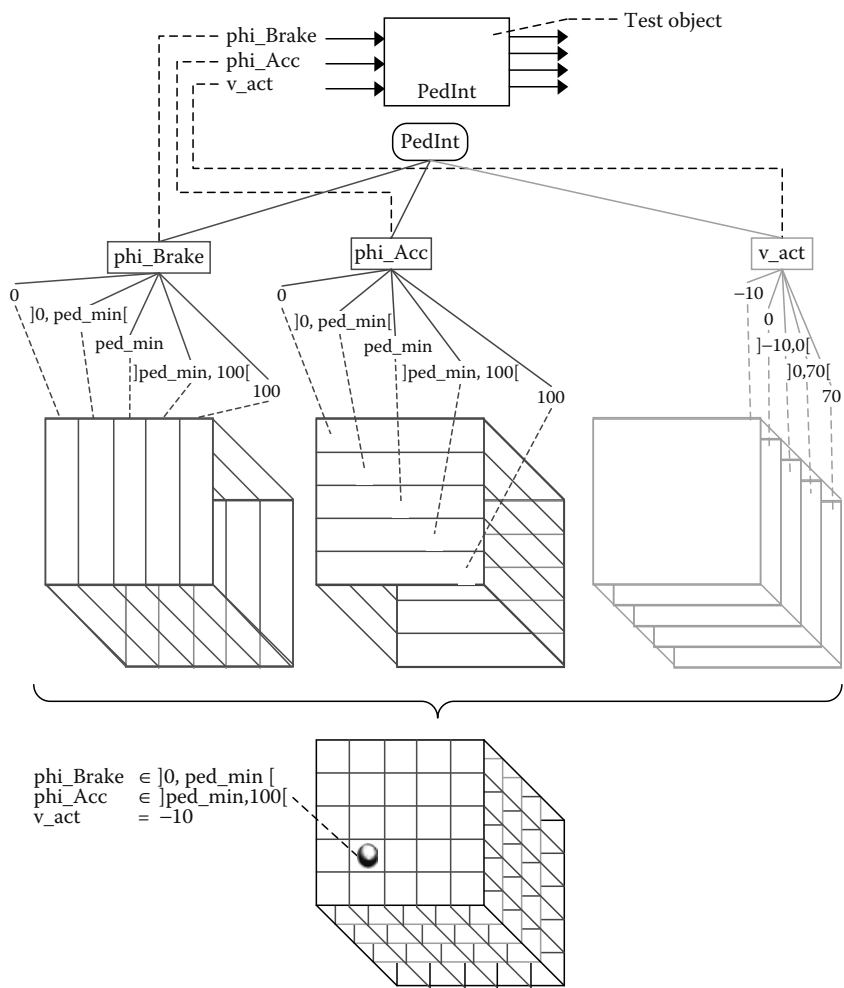 Test object
phi_Brake
phi_Acc
v_act
PedInt
PedInt
phi_Brake
phi_Acc
v_act
0
]0, ped_min[
ped_min
]ped_min, 100[
100
0
]0, ped_min[
ped_min
]ped_min, 100[
100
−10
0
]−10,0[
]0,70[
70
phi_Brake ∈ ]0, ped_min [
phi_Acc ∈ ]ped_min,100[
v_act = −10